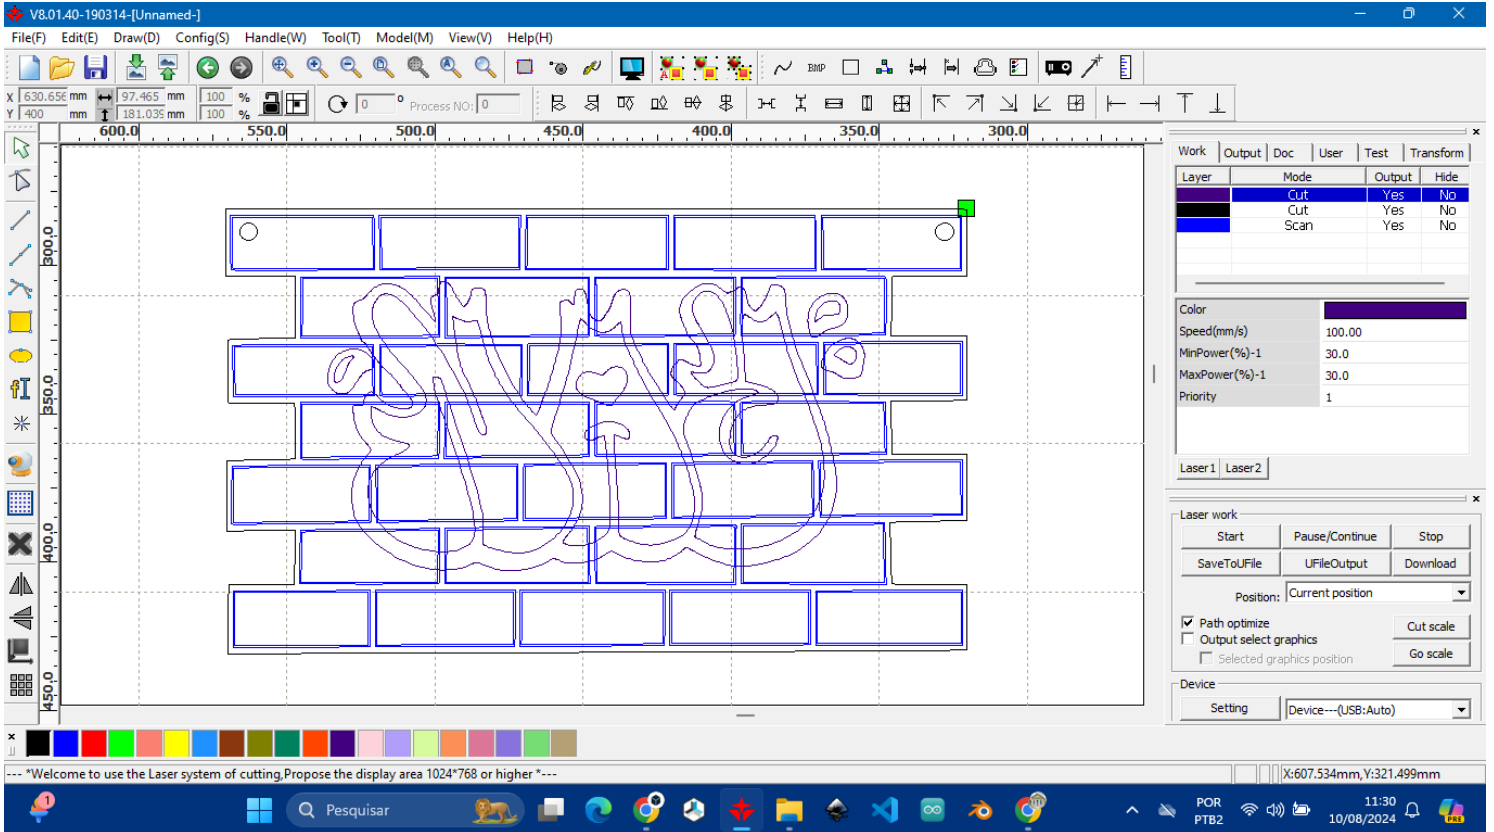 V8.01.40-190314-[Unnamed-]
File(F) Edit(E) Draw(D) Config(S) Handle(W) Tool(T) Model(M) View(V) Help(H)
BMP
X 630.656 mm 97.465 mm 100 %
Y 400 mm 181.039 mm 100 %
0 ° Process NO: 0
600.0 550.0 500.0 450.0 400.0 350.0 300.0
300.0
350.0
400.0
450.0
Work Output Doc User Test Transform
Layer Mode Output Hide
Cut Yes No
Cut Yes No
Scan Yes No
Color
Speed(mm/s) 100.00
MinPower(%)-1 30.0
MaxPower(%)-1 30.0
Priority 1
Laser1 Laser2
Laser work
Start Pause/Continue Stop
SaveToUFile UFileOutput Download
Position: Current position
Path optimize
Output select graphics
Cut scale
Selected graphics position
Go scale
Device
Setting Device---(USB:Auto)
--- *Welcome to use the Laser system of cutting,Propose the display area 1024*768 or higher *---
X:607.534mm,Y:321.499mm
1
Pesquisar
POR
PTB2
11:30
10/08/2024
PRE